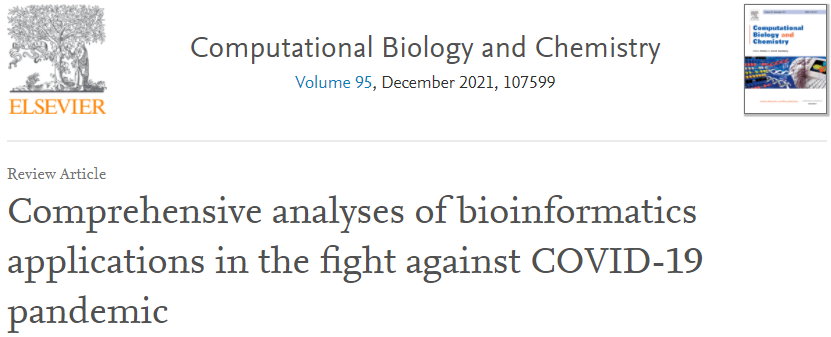 ELSEVIER
Computational Biology and Chemistry
Volume 95, December 2021, 107599
Computational
Biology and
Chemistry
Review Article
Comprehensive analyses of bioinformatics
applications in the fight against COVID-19
pandemic